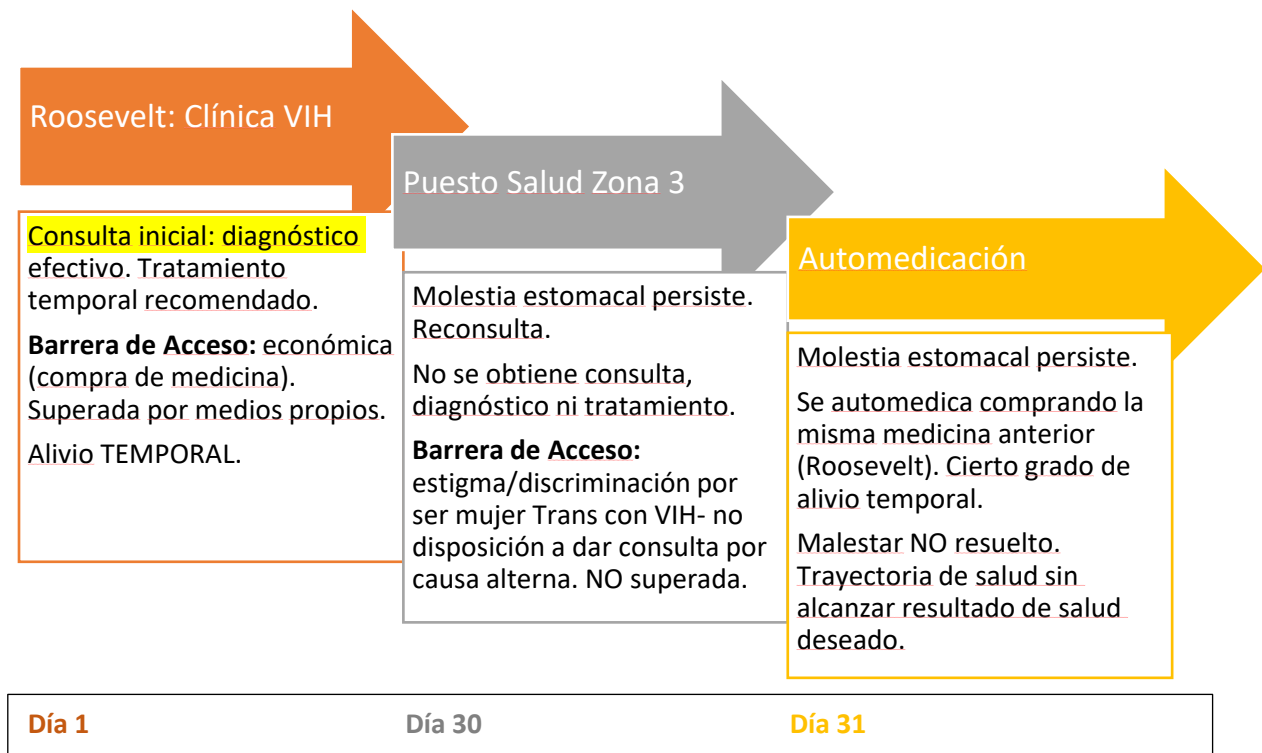 Roosevelt: Clínica VIH
Consulta inicial: diagnóstico
efectivo. Tratamiento
temporal recomendado.
Barrera de Acceso: económica
(compra de medicina).
Superada por medios propios.
Alivio TEMPORAL.
Puesto Salud Zona 3
Molestia estomacal persiste.
Reconsulta.
No se obtiene consulta,
diagnóstico ni tratamiento.
Barrera de Acceso:
estigma/discriminación por
ser mujer Trans con VIH- no
disposición a dar consulta por
causa alterna. NO superada.
Automedicación
Molestia estomacal persiste.
Se automedica comprando la
misma medicina anterior
(Roosevelt). Cierto grado de
alivio temporal.
Malestar NO resuelto.
Trayectoria de salud sin
alcanzar resultado de salud
deseado.
Día 1
Día 30
Día 31